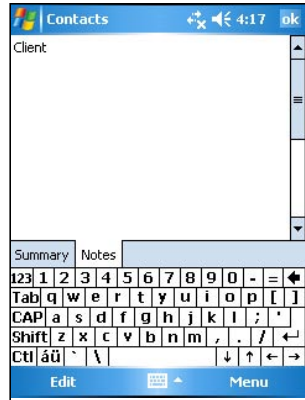 Contacts 4:17 ok
Client
Summary Notes
123 1 2 3 4 5 6 7 8 9 0 - =
Tab q w e r t y u i o p [ ]
CAP a s d f g h j k l ; '
Shift z x c v b n m , . /
Ctl áü ` \
Edit Menu